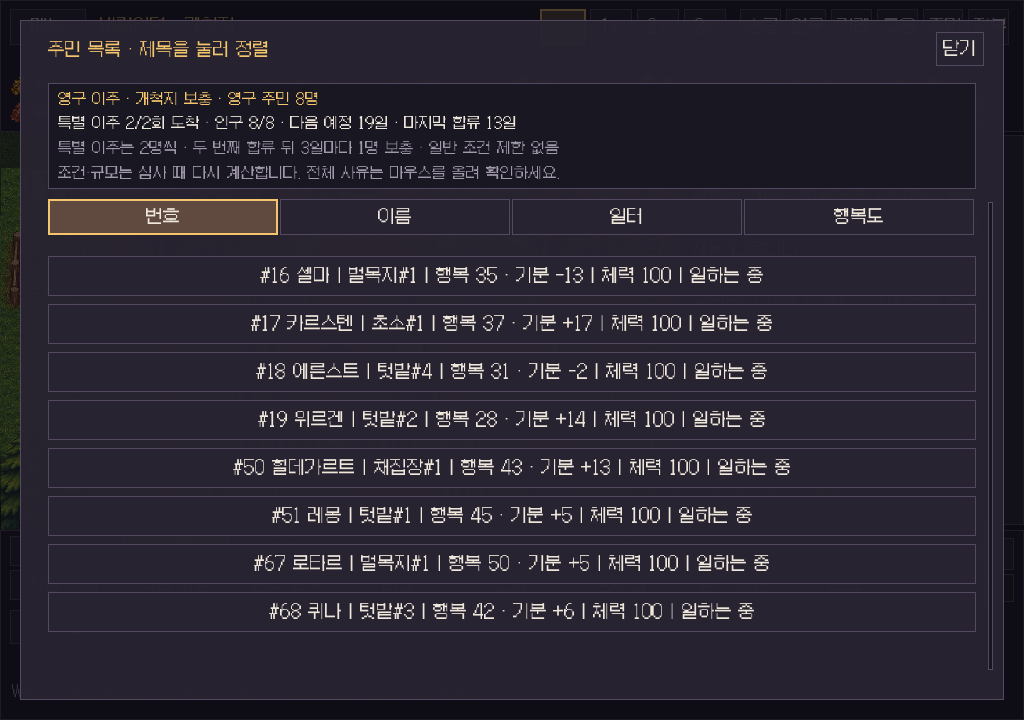 주민 목록 · 제목을 눌러 정렬
닫기
영구 이주 · 개척지 보충 · 영구 주민 8명
특별 이주 2/2회 도착 · 인구 8/8 · 다음 예정 19일 · 마지막 합류 13일
특별 이주는 2명씩 · 두 번째 합류 뒤 3일마다 1명 보충 · 일반 조건 제한 없음
조건·규모는 심사 때 다시 계산합니다. 전체 사유는 마우스를 올려 확인하세요.
번호 이름 일터 행복도
#16 셀마 | 벌목지#1 | 행복 35 · 기분 -13 | 체력 100 | 일하는 중
#17 카르스텐 | 초소#1 | 행복 37 · 기분 +17 | 체력 100 | 일하는 중
#18 에른스트 | 텃밭#4 | 행복 31 · 기분 -2 | 체력 100 | 일하는 중
#19 위르겐 | 텃밭#2 | 행복 28 · 기분 +14 | 체력 100 | 일하는 중
#50 힐데가르트 | 채집장#1 | 행복 43 · 기분 +13 | 체력 100 | 일하는 중
#51 레몽 | 텃밭#1 | 행복 45 · 기분 +5 | 체력 100 | 일하는 중
#67 로타르 | 벌목지#1 | 행복 50 · 기분 +5 | 체력 100 | 일하는 중
#68 퀴나 | 텃밭#3 | 행복 42 · 기분 +6 | 체력 100 | 일하는 중